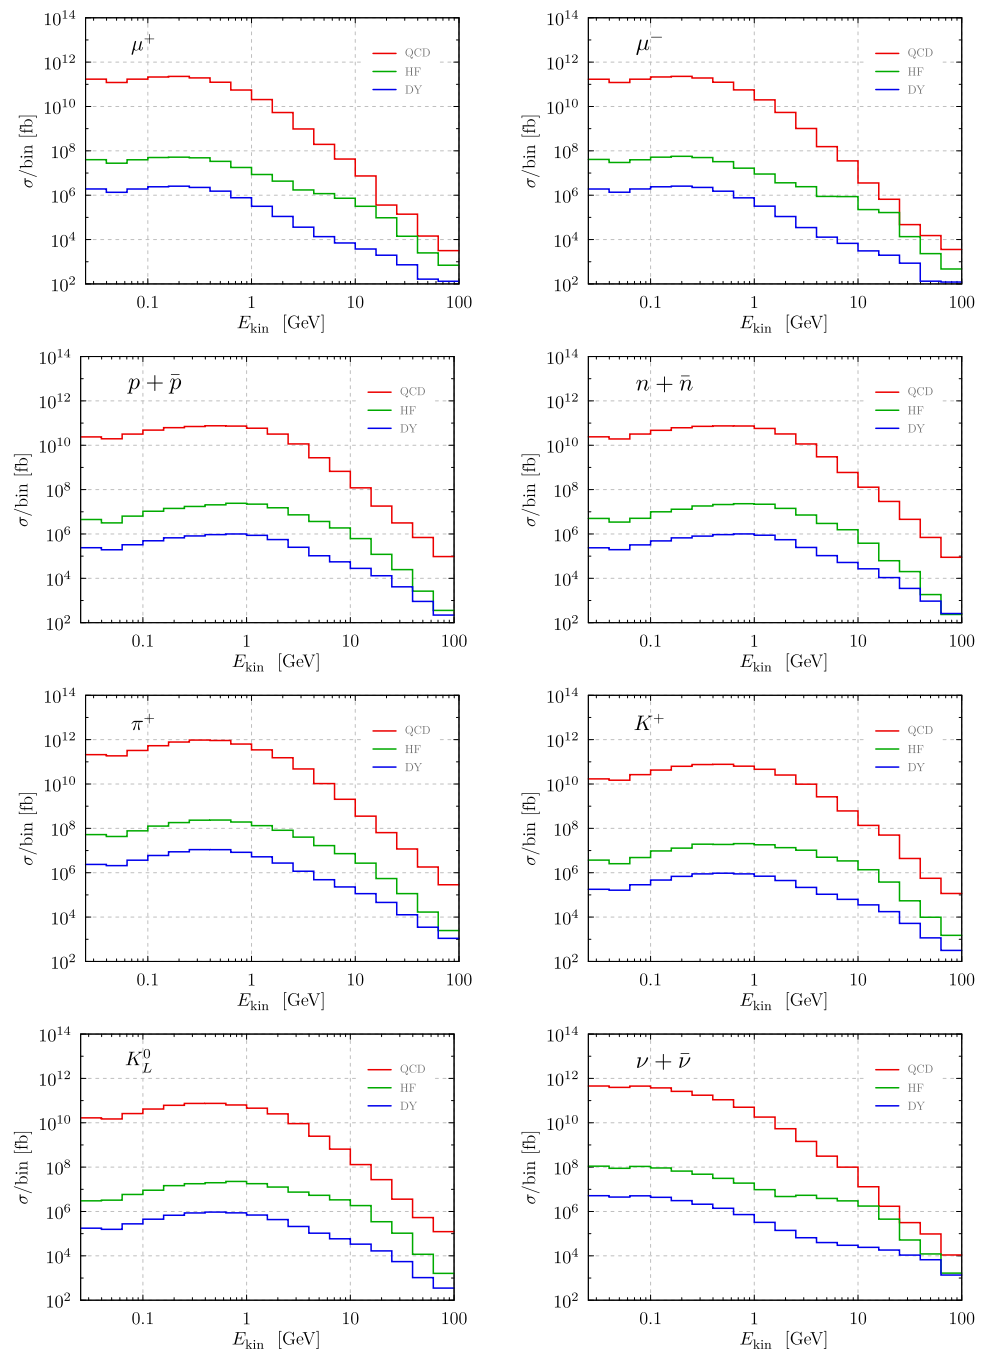 μ⁺
QCD
HF
DY
σ/bin [fb]
10¹⁴
10¹²
10¹⁰
10⁸
10⁶
10⁴
10²
0.1 1 10 100
E_kin [GeV]
μ⁻
QCD
HF
DY
σ/bin [fb]
10¹⁴
10¹²
10¹⁰
10⁸
10⁶
10⁴
10²
0.1 1 10 100
E_kin [GeV]
p + p̄
QCD
HF
DY
σ/bin [fb]
10¹⁴
10¹²
10¹⁰
10⁸
10⁶
10⁴
10²
0.1 1 10 100
E_kin [GeV]
n + n̄
QCD
HF
DY
σ/bin [fb]
10¹⁴
10¹²
10¹⁰
10⁸
10⁶
10⁴
10²
0.1 1 10 100
E_kin [GeV]
π⁺
QCD
HF
DY
σ/bin [fb]
10¹⁴
10¹²
10¹⁰
10⁸
10⁶
10⁴
10²
0.1 1 10 100
E_kin [GeV]
K⁺
QCD
HF
DY
σ/bin [fb]
10¹⁴
10¹²
10¹⁰
10⁸
10⁶
10⁴
10²
0.1 1 10 100
E_kin [GeV]
K_L⁰
QCD
HF
DY
σ/bin [fb]
10¹⁴
10¹²
10¹⁰
10⁸
10⁶
10⁴
10²
0.1 1 10 100
E_kin [GeV]
ν + ν̄
QCD
HF
DY
σ/bin [fb]
10¹⁴
10¹²
10¹⁰
10⁸
10⁶
10⁴
10²
0.1 1 10 100
E_kin [GeV]